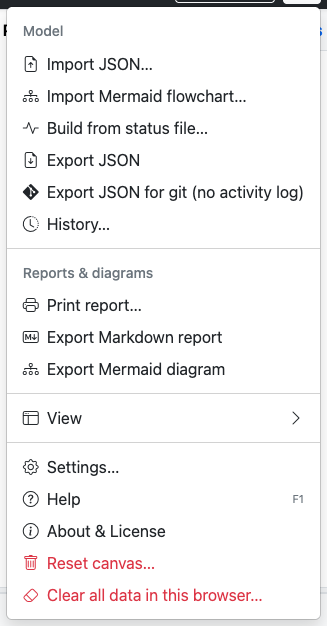 Model
Import JSON...
Import Mermaid flowchart...
Build from status file...
Export JSON
Export JSON for git (no activity log)
History...
Reports & diagrams
Print report...
Export Markdown report
Export Mermaid diagram
View
Settings...
Help F1
About & License
Reset canvas...
Clear all data in this browser...